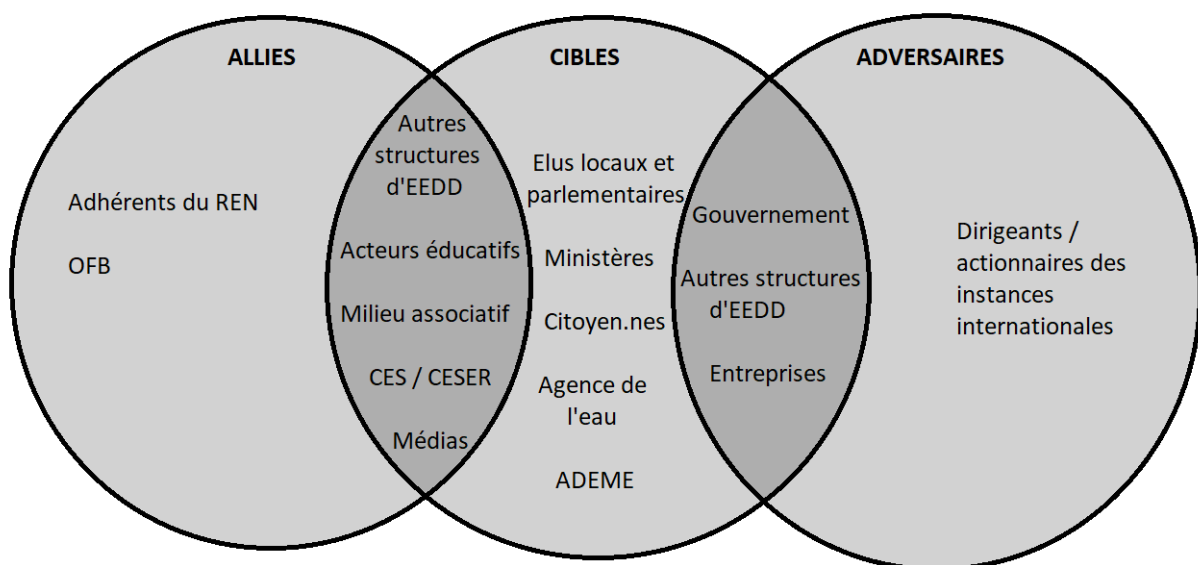 ALLIES
Adhérents du REN
OFB
Autres
structures
d'EEDD
Acteurs éducatifs
Milieu associatif
CES / CESER
Médias
CIBLES
Elus locaux et
parlementaires
Ministères
Citoyen.nes
Agence de
l'eau
ADEME
Gouvernement
Autres structures
d'EEDD
Entreprises
ADVERSAIRES
Dirigeants /
actionnaires des
instances
internationales